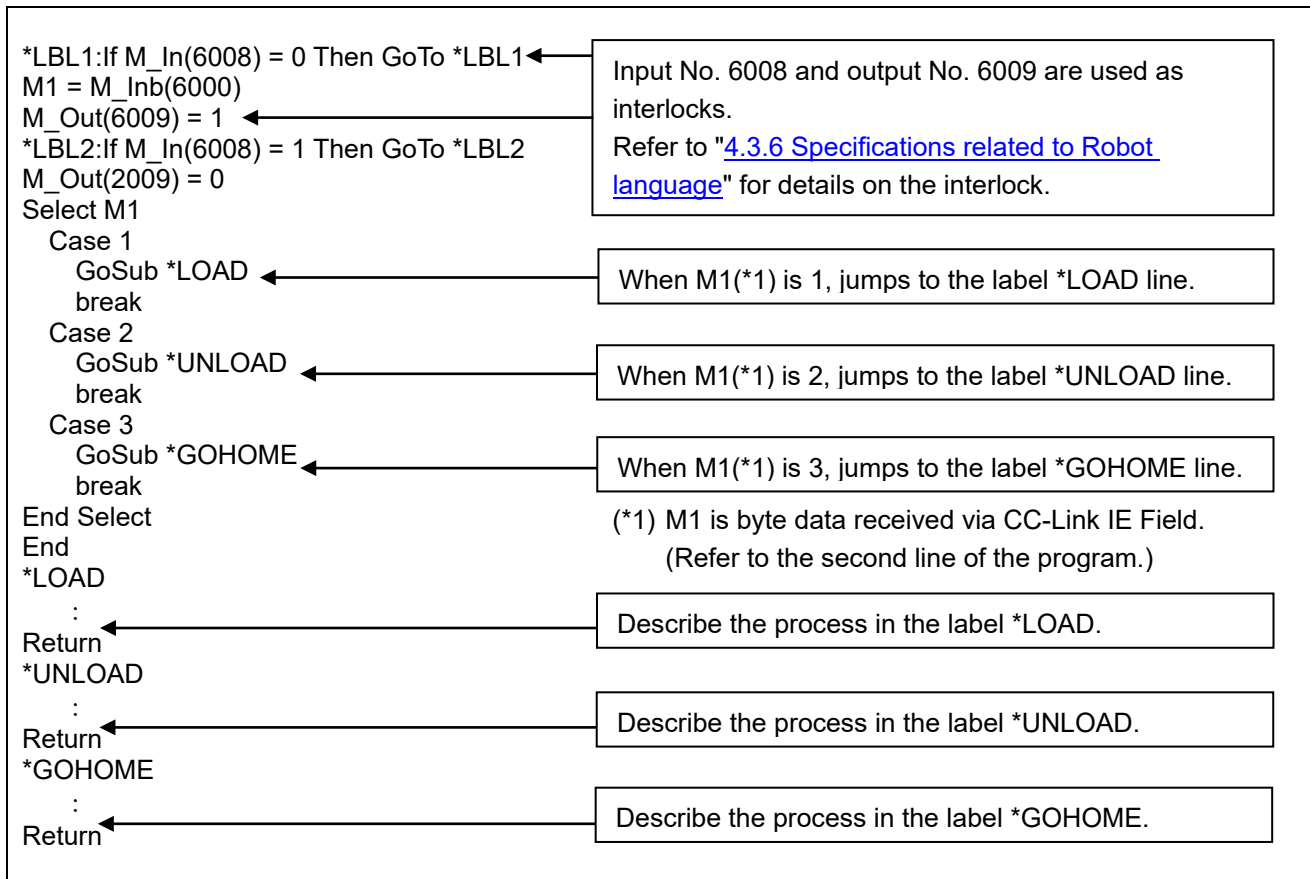 *LBL1:If M_In(6008) = 0 Then GoTo *LBL1
M1 = M_Inb(6000)
M_Out(6009) = 1
*LBL2:If M_In(6008) = 1 Then GoTo *LBL2
M_Out(2009) = 0
Select M1
Case 1
GoSub *LOAD
break
Case 2
GoSub *UNLOAD
break
Case 3
GoSub *GOHOME
break
End Select
End
*LOAD
:
Return
*UNLOAD
:
Return
*GOHOME
:
Return
Input No. 6008 and output No. 6009 are used as
interlocks.
Refer to "4.3.6 Specifications related to Robot
language" for details on the interlock.
When M1(*1) is 1, jumps to the label *LOAD line.
When M1(*1) is 2, jumps to the label *UNLOAD line.
When M1(*1) is 3, jumps to the label *GOHOME line.
(*1) M1 is byte data received via CC-Link IE Field.
(Refer to the second line of the program.)
Describe the process in the label *LOAD.
Describe the process in the label *UNLOAD.
Describe the process in the label *GOHOME.